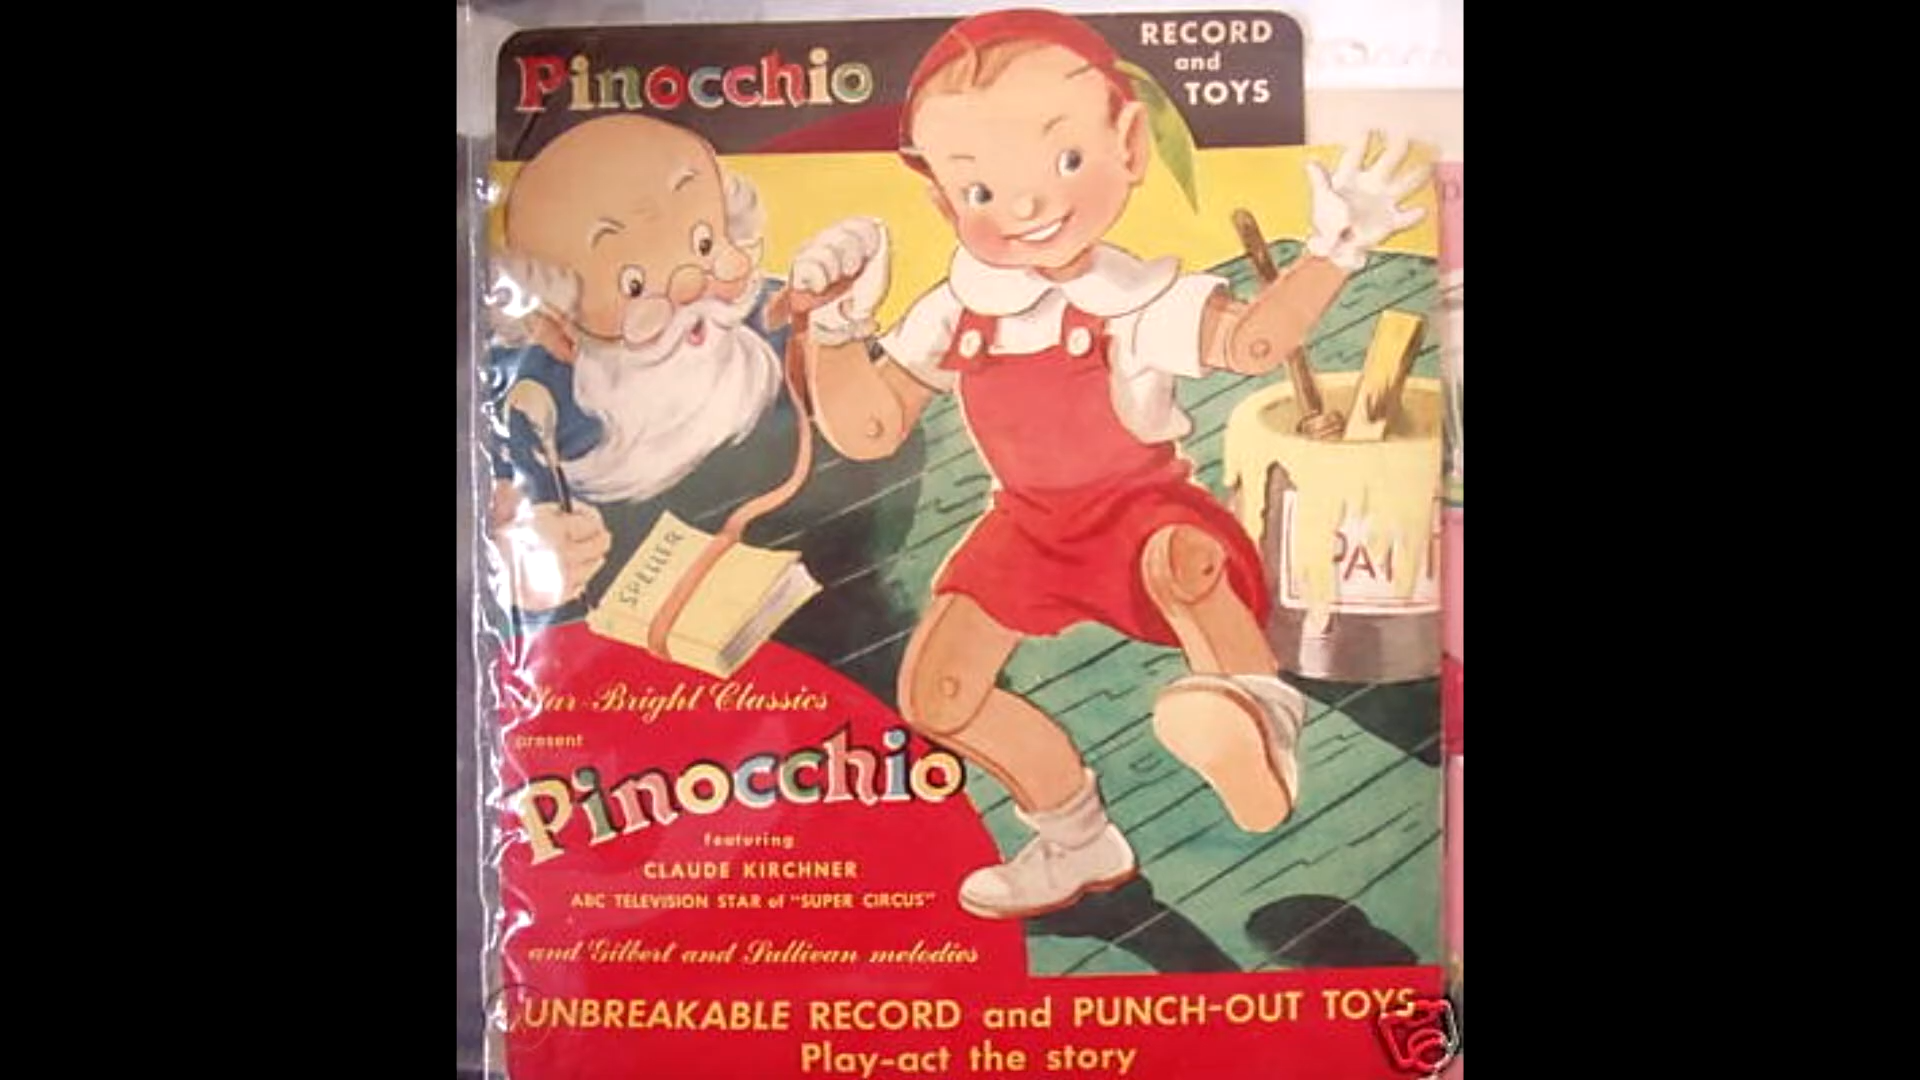 Pinocchio
RECORD
and
TOYS
SPELLER
PAI
Star-Bright Classics
present
Pinocchio
featuring
CLAUDE KIRCHNER
ABC TELEVISION STAR of "SUPER CIRCUS"
and Gilbert and Sullivan melodies
UNBREAKABLE RECORD and PUNCH-OUT TOYS
Play-act the story